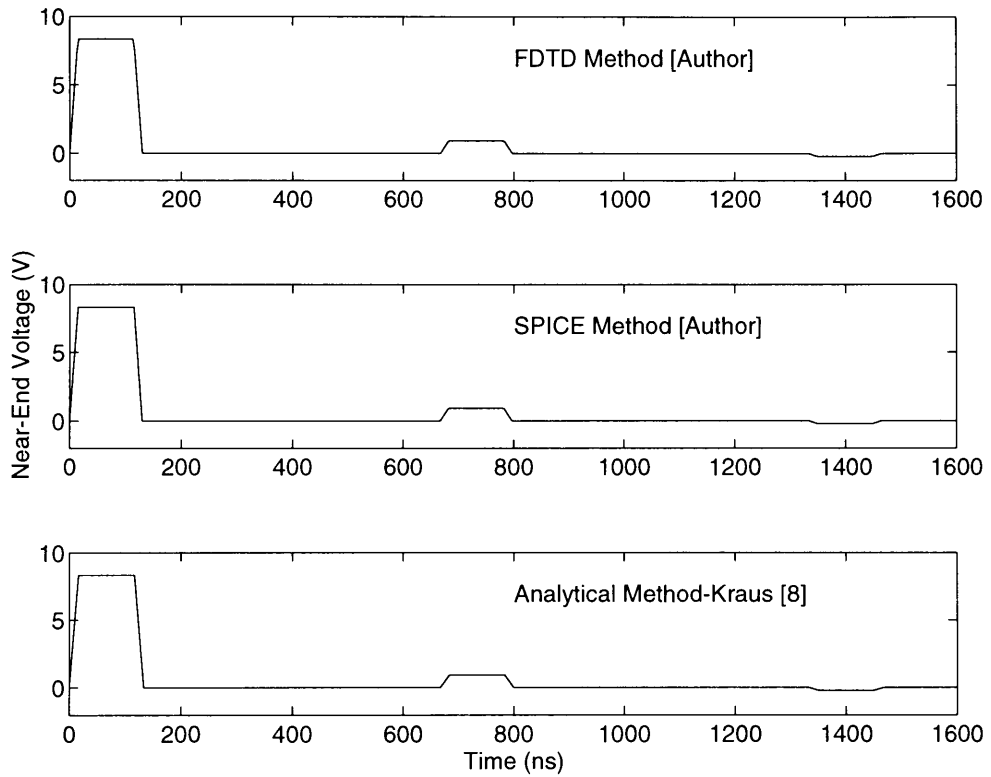 10
FDTD Method [Author]
5
0
0 200 400 600 800 1000 1200 1400 1600
Near-End Voltage (V)
10
SPICE Method [Author]
5
0
0 200 400 600 800 1000 1200 1400 1600
10
Analytical Method-Kraus [8]
5
0
0 200 400 600 800 1000 1200 1400 1600
Time (ns)